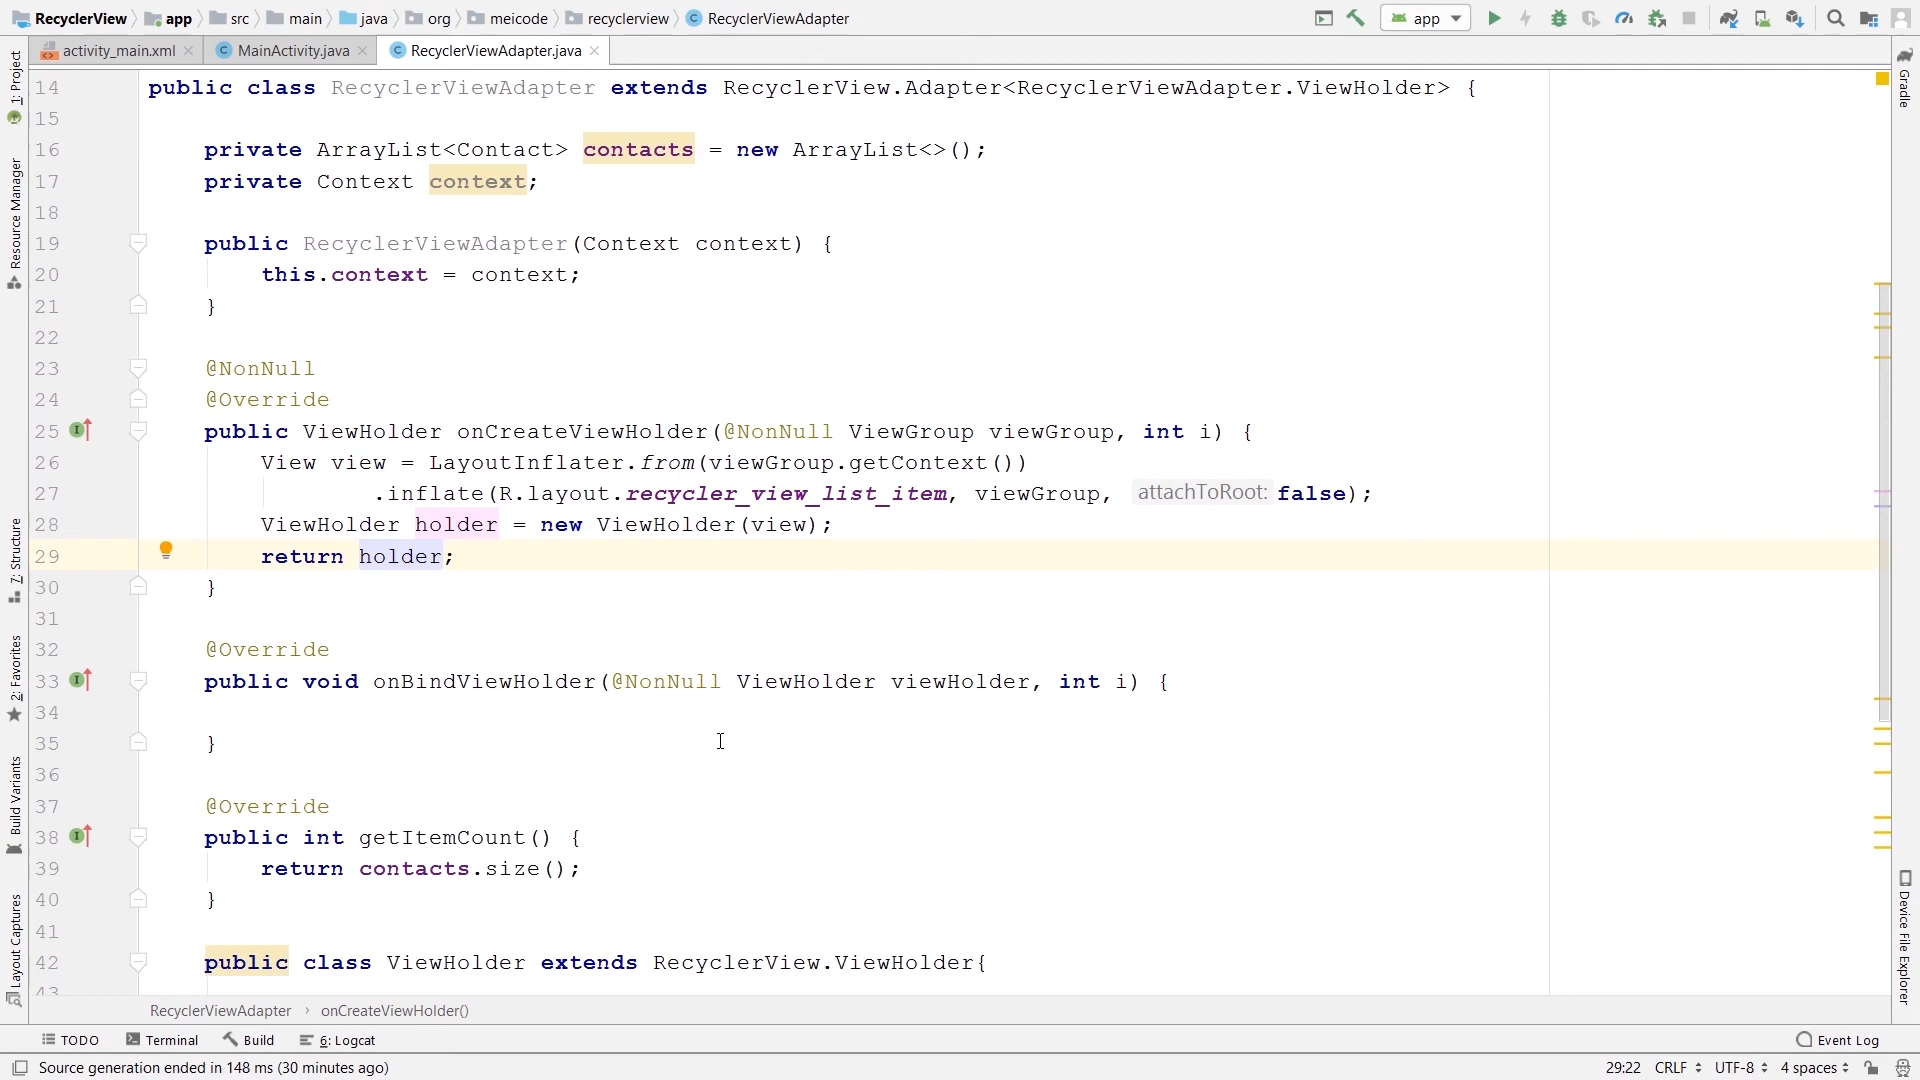 RecyclerView app src main java org meicode recyclerview RecyclerViewAdapter app
activity_main.xml MainActivity.java RecyclerViewAdapter.java
1: Project
Resource Manager
7: Structure
2: Favorites
Build Variants
Layout Captures
14 public class RecyclerViewAdapter extends RecyclerView.Adapter<RecyclerViewAdapter.ViewHolder> {
15
16 private ArrayList<Contact> contacts = new ArrayList<>();
17 private Context context;
18
19 public RecyclerViewAdapter(Context context) {
20 this.context = context;
21 }
22
23 @NonNull
24 @Override
25 public ViewHolder onCreateViewHolder(@NonNull ViewGroup viewGroup, int i) {
26 View view = LayoutInflater.from(viewGroup.getContext())
27 .inflate(R.layout.recycler_view_list_item, viewGroup, attachToRoot: false);
28 ViewHolder holder = new ViewHolder(view);
29 return holder;
30 }
31
32 @Override
33 public void onBindViewHolder(@NonNull ViewHolder viewHolder, int i) {
34
35 }
36
37 @Override
38 public int getItemCount() {
39 return contacts.size();
40 }
41
42 public class ViewHolder extends RecyclerView.ViewHolder{
43
Gradle
Device File Explorer
RecyclerViewAdapter › onCreateViewHolder()
TODO Terminal Build 6: Logcat Event Log
Source generation ended in 148 ms (30 minutes ago) 29:22 CRLF UTF-8 4 spaces